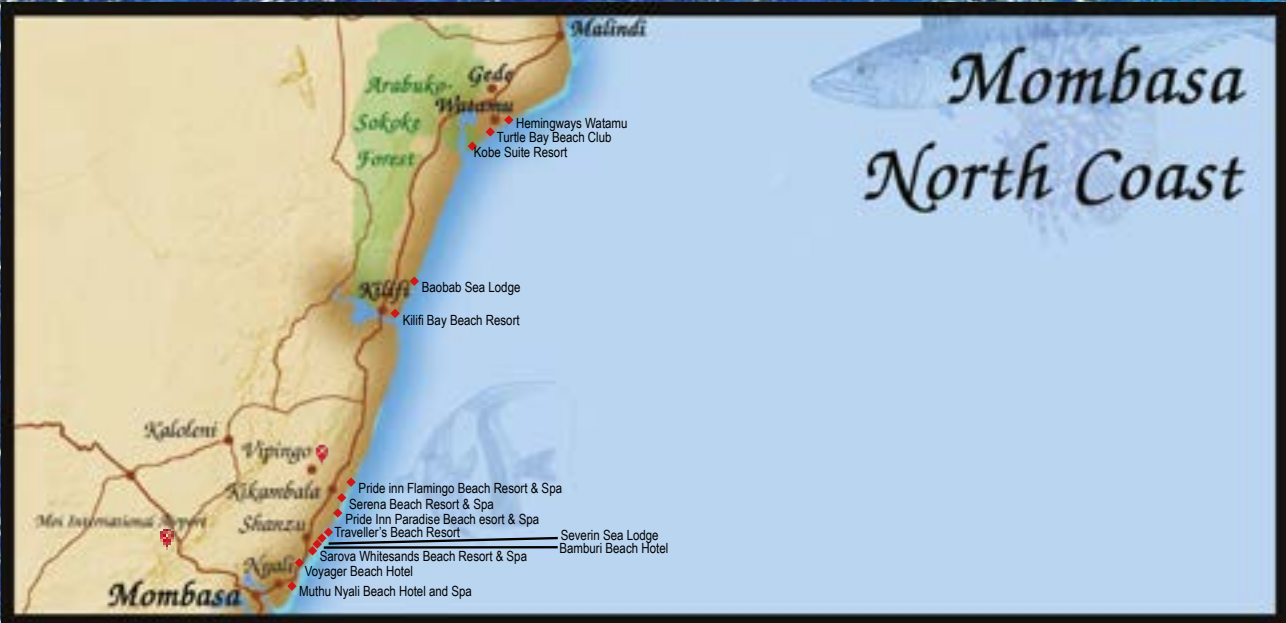 Malindi
Mombasa
North Coast
Gede
Arabuko-
Sokoke
Forest
Watamu
Hemingways Watamu
Turtle Bay Beach Club
Kobe Suite Resort
Kilifi
Baobab Sea Lodge
Kilifi Bay Beach Resort
Kaloleni
Vipingo
Kikambala
Pride inn Flamingo Beach Resort & Spa
Serena Beach Resort & Spa
Moi International Airport
Shanzu
Pride Inn Paradise Beach esort & Spa
Traveller's Beach Resort
Severin Sea Lodge
Bamburi Beach Hotel
Sarova Whitesands Beach Resort & Spa
Nyali
Voyager Beach Hotel
Muthu Nyali Beach Hotel and Spa
Mombasa